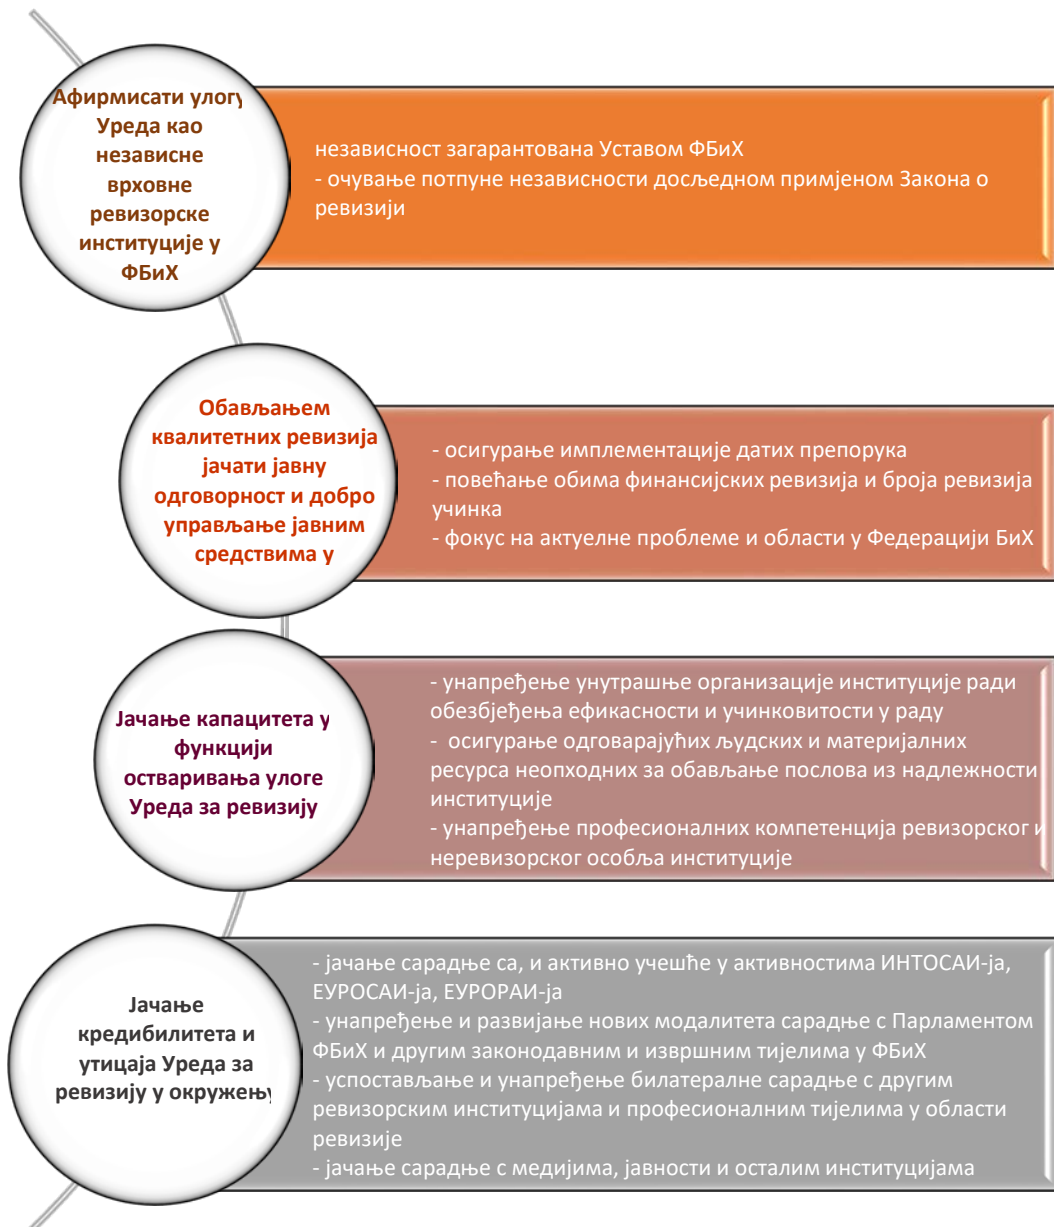 Афирмисати улогу
Уреда као
независне
врховне
ревизорске
институције у
ФБиХ
независност загарантована Уставом ФБиХ
- очување потпуне независности досљедном примјеном Закона о
ревизији
Обављањем
квалитетних ревизија
јачати јавну
одговорност и добро
управљање јавним
средствима у
- осигурање имплементације датих препорука
- повећање обима финансијских ревизија и броја ревизија
учинка
- фокус на актуелне проблеме и области у Федерацији БиХ
Јачање капацитета у
функцији
остваривања улоге
Уреда за ревизију
- унапређење унутрашње организације институције ради
обезбјеђења ефикасности и учинковитости у раду
- осигурање одговарајућих људских и материјалних
ресурса неопходних за обављање послова из надлежности
институције
- унапређење професионалних компетенција ревизорског и
неревизорског особља институције
Јачање
кредибилитета и
утицаја Уреда за
ревизију у окружењу
- јачање сарадње са, и активно учешће у активностима ИНТОСАИ-ја,
ЕУРОСАИ-ја, ЕУРОРАИ-ја
- унапређење и развијање нових модалитета сарадње с Парламентом
ФБиХ и другим законодавним и извршним тијелима у ФБиХ
- успостављање и унапређење билатералне сарадње с другим
ревизорским институцијама и професионалним тијелима у области
ревизије
- јачање сарадње с медијима, јавности и осталим институцијама